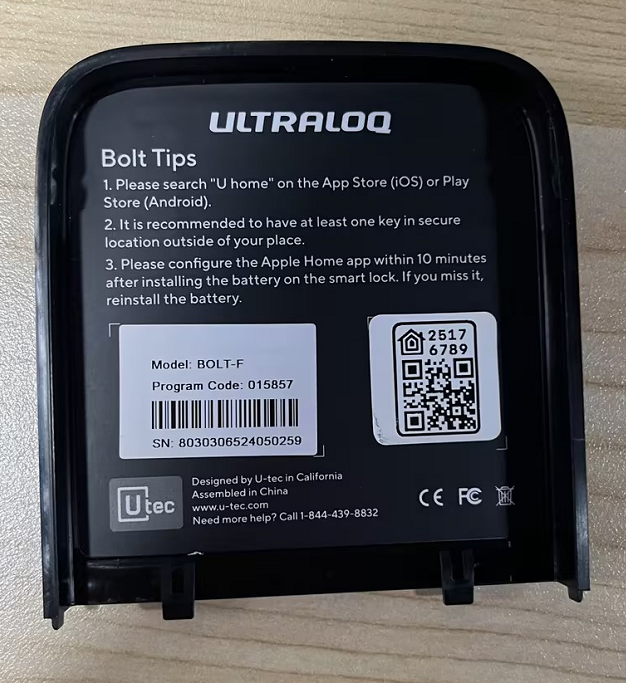 ULTRALOQ
Bolt Tips
1. Please search "U home" on the App Store (iOS) or Play
Store (Android).
2. It is recommended to have at least one key in secure
location outside of your place.
3. Please configure the Apple Home app within 10 minutes
after installing the battery on the smart lock. If you miss it,
reinstall the battery.
Model: BOLT-F
Program Code: 015857
SN: 8030306524050259
2517
6789
Utec
Designed by U-tec in California
Assembled in China
www.u-tec.com
Need more help? Call 1-844-439-8832
CE FC